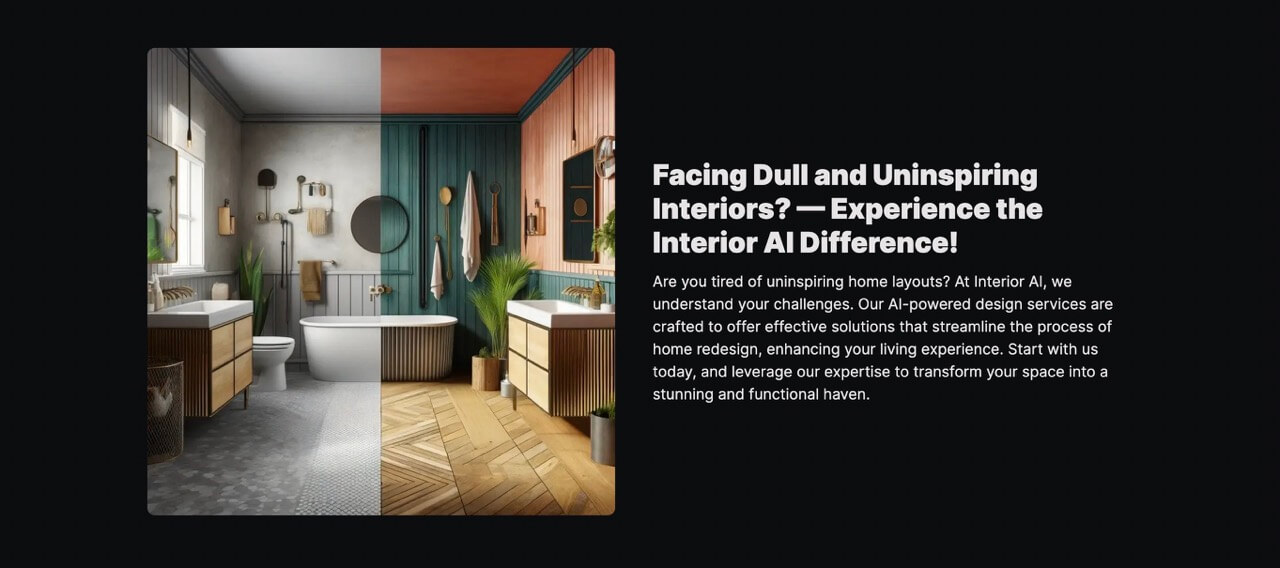 Facing Dull and Uninspiring
Interiors? — Experience the
Interior AI Difference!
Are you tired of uninspiring home layouts? At Interior AI, we
understand your challenges. Our AI-powered design services are
crafted to offer effective solutions that streamline the process of
home redesign, enhancing your living experience. Start with us
today, and leverage our expertise to transform your space into a
stunning and functional haven.